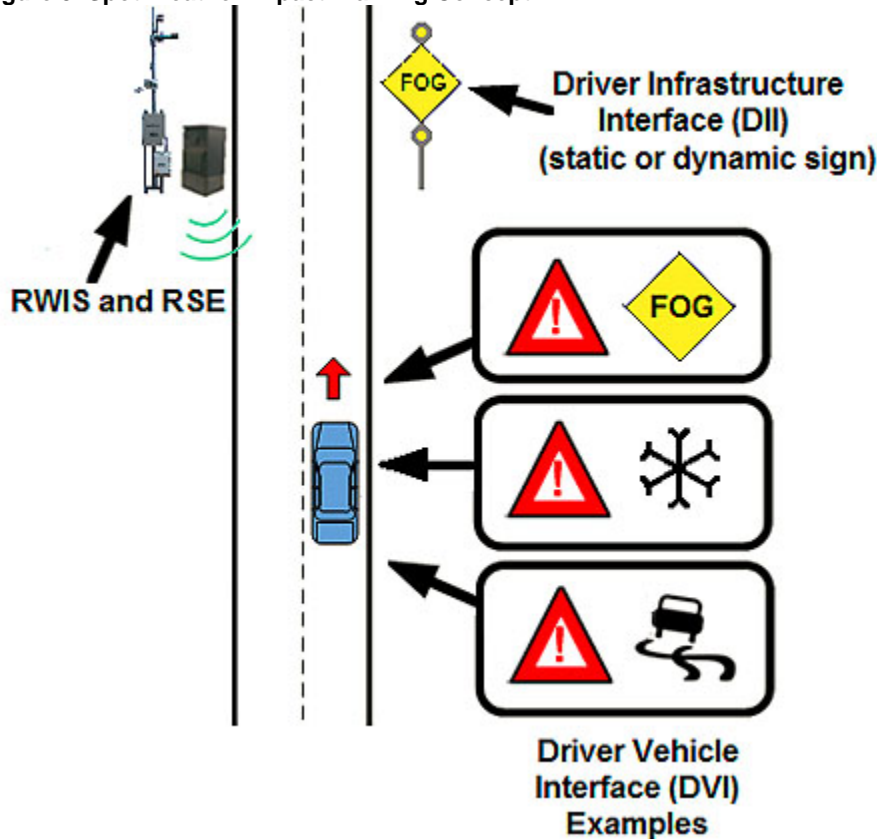 FOG
Driver Infrastructure
Interface (DII)
(static or dynamic sign)
RWIS and RSE
!
FOG
!
!
Driver Vehicle
Interface (DVI)
Examples